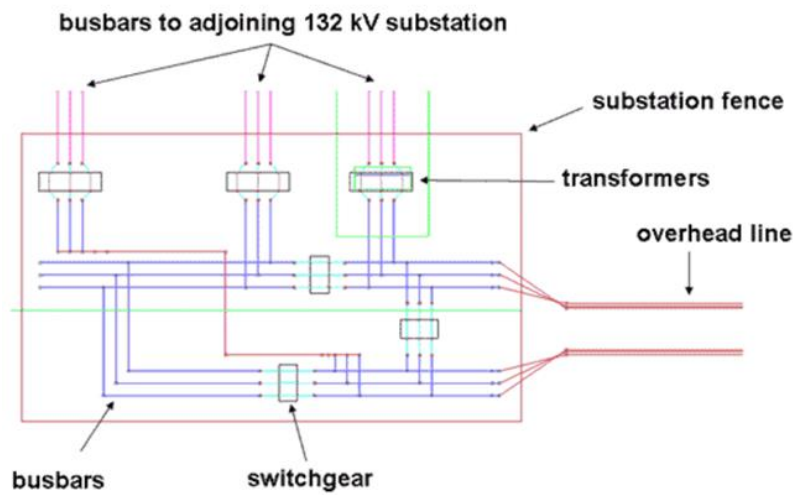 busbars to adjoining 132 kV substation
substation fence
transformers
overhead line
busbars
switchgear